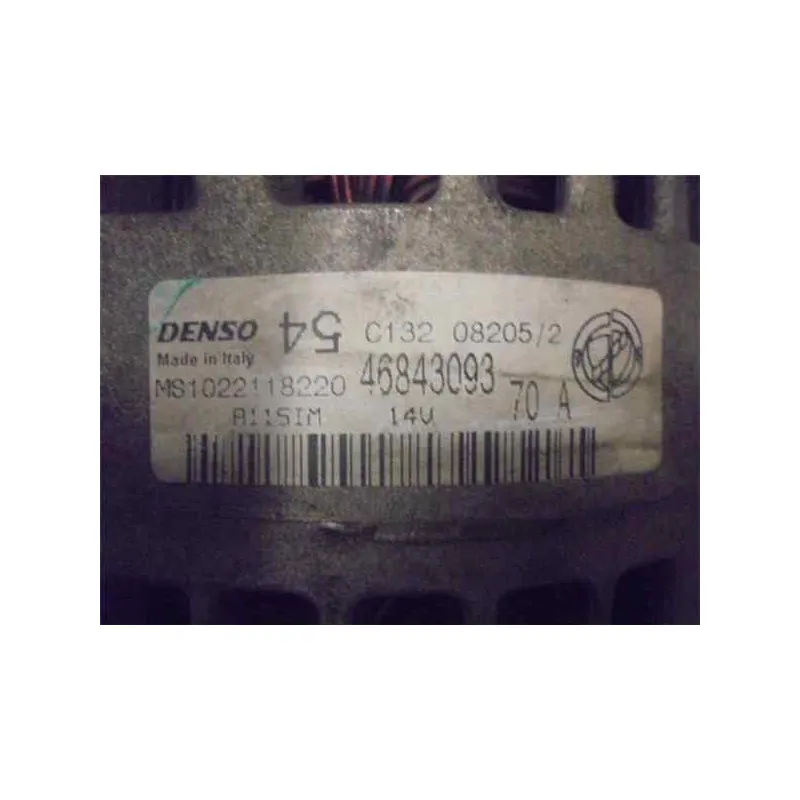 DENSO 54 C132 08205/2
Made in Italy
MS1022118220 46843093 70 A
A115IM 14V